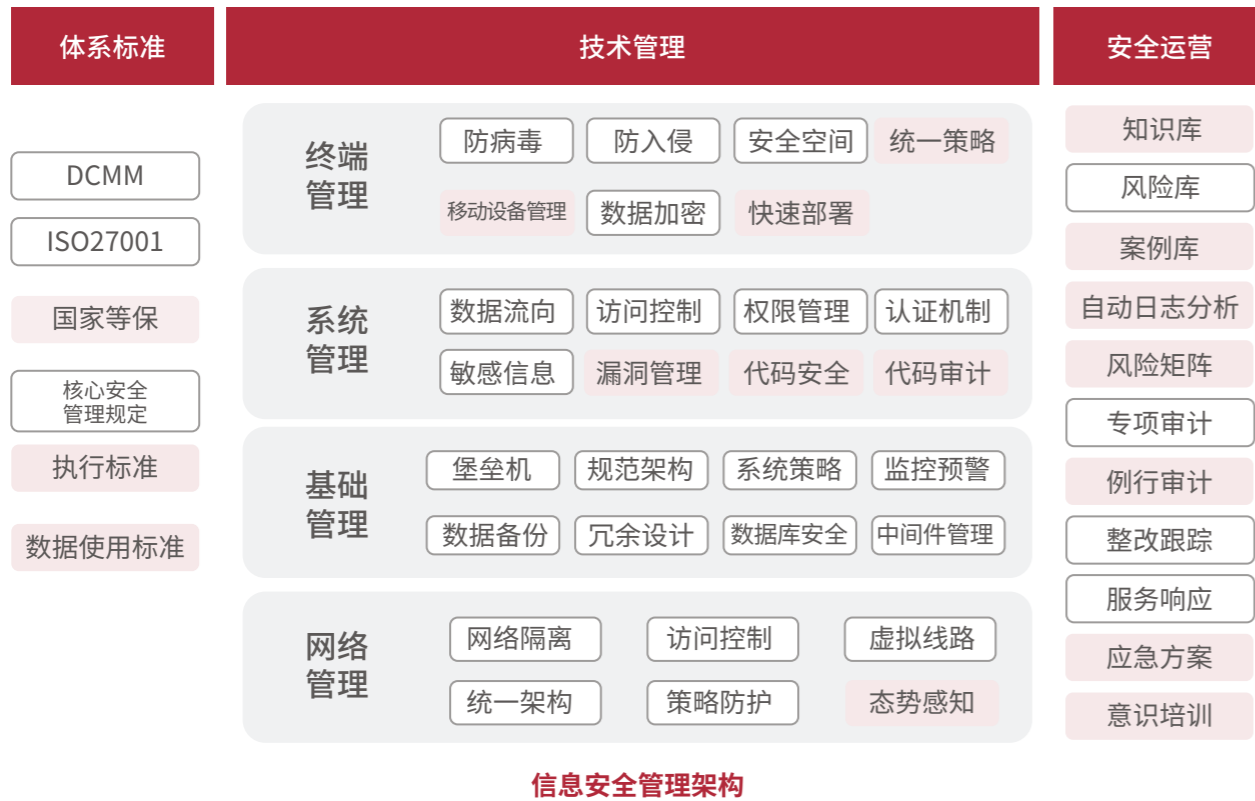 体系标准
技术管理
安全运营
DCMM
ISO27001
国家等保
核心安全
管理规定
执行标准
数据使用标准
终端
管理
防病毒
防入侵
安全空间
统一策略
移动设备管理
数据加密
快速部署
系统
管理
数据流向
访问控制
权限管理
认证机制
敏感信息
漏洞管理
代码安全
代码审计
基础
管理
堡垒机
规范架构
系统策略
监控预警
数据备份
冗余设计
数据库安全
中间件管理
网络
管理
网络隔离
访问控制
虚拟线路
统一架构
策略防护
态势感知
知识库
风险库
案例库
自动日志分析
风险矩阵
专项审计
例行审计
整改跟踪
服务响应
应急方案
意识培训
信息安全管理架构